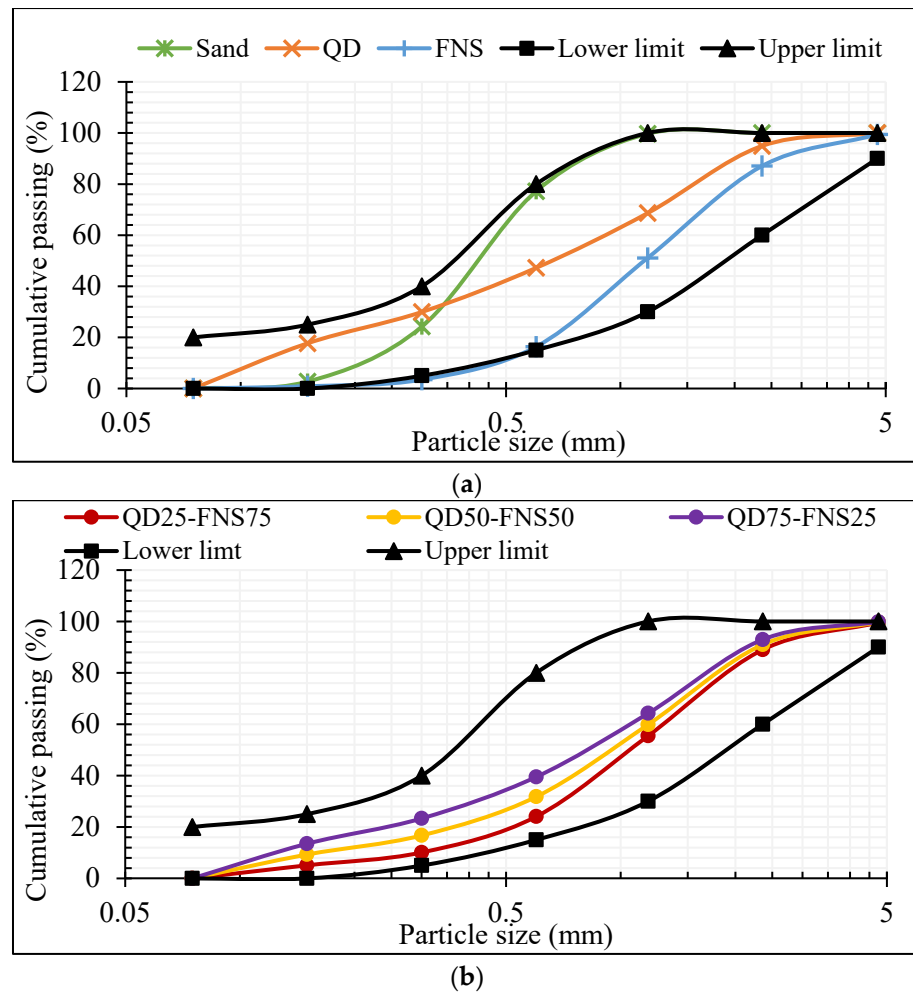 Sand QD FNS Lower limit Upper limit
120
100
80
60
40
20
0
Cumulative passing (%)
0.05 0.5 5
Particle size (mm)
(a)
QD25-FNS75 QD50-FNS50 QD75-FNS25
Lower limt Upper limit
120
100
80
60
40
20
0
Cumulative passing (%)
0.05 0.5 5
Particle size (mm)
(b)